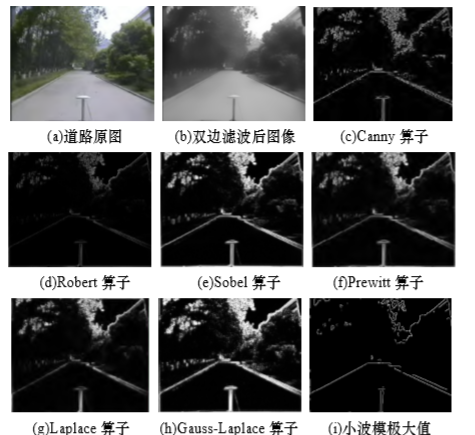 (a)道路原图
(b)双边滤波后图像
(c)Canny 算子
(d)Robert 算子
(e)Sobel 算子
(f)Prewitt 算子
(g)Laplace 算子
(h)Gauss-Laplace 算子
(i)小波模极大值